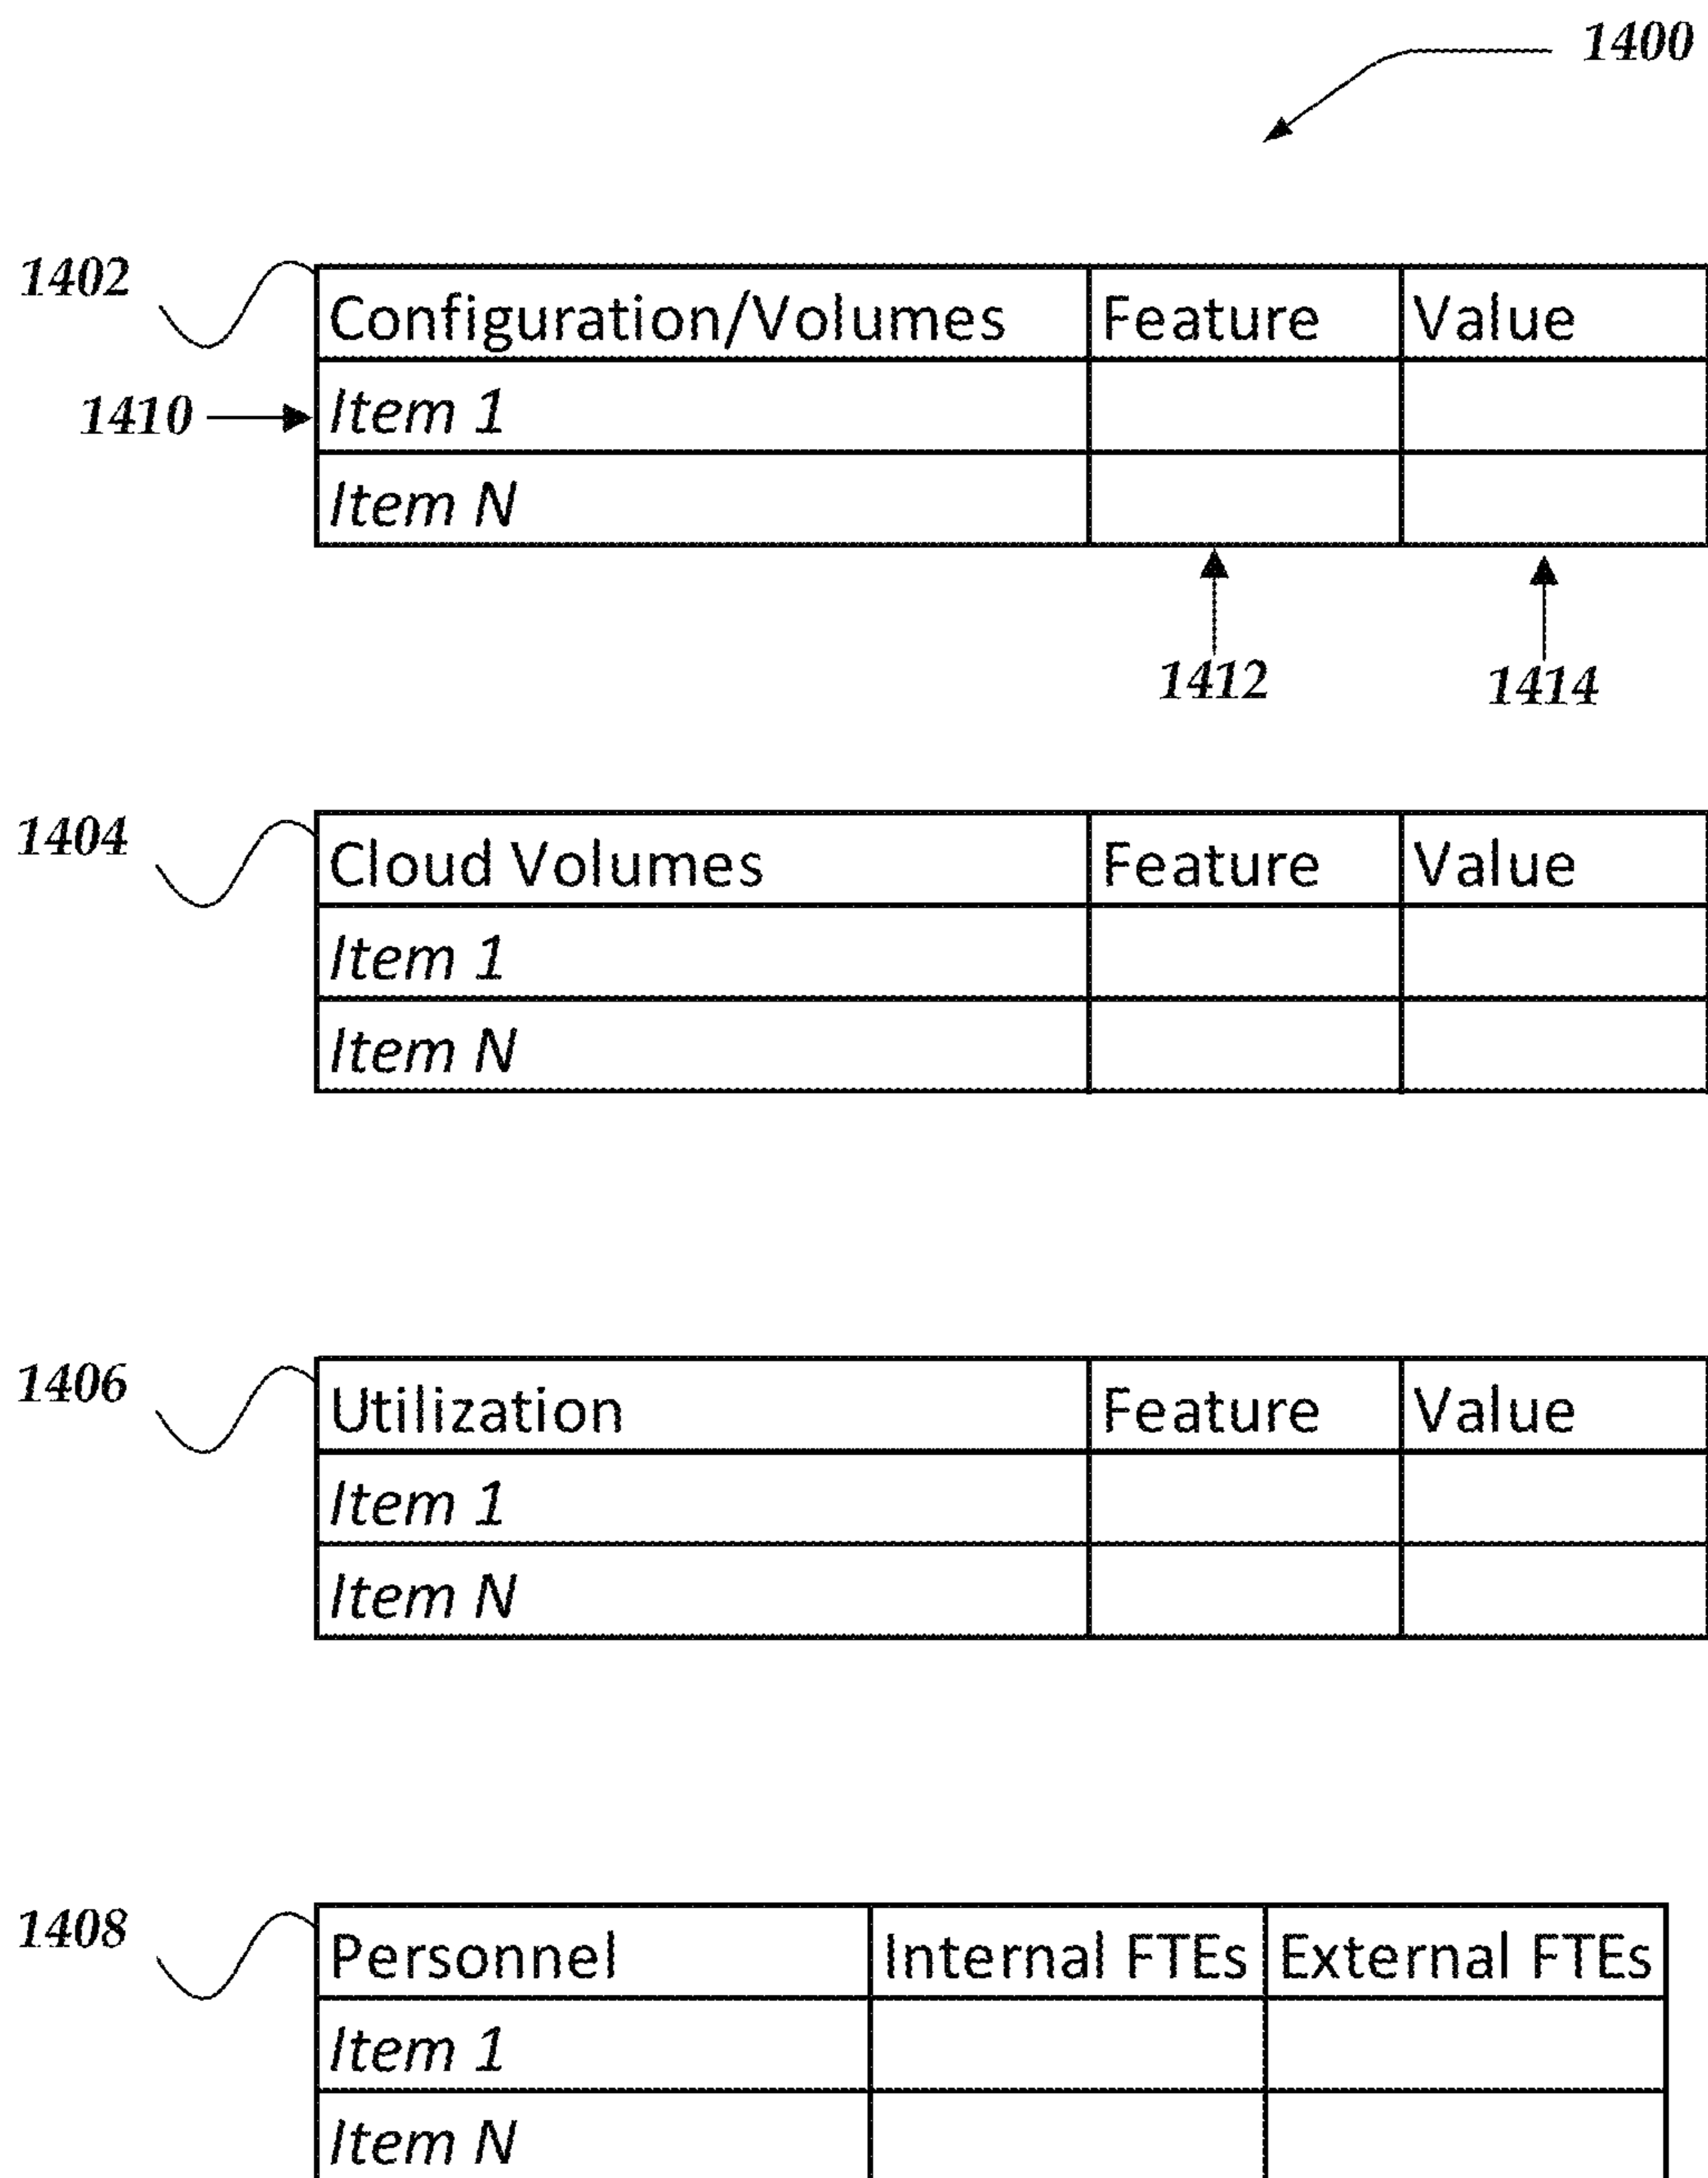 1400
1402 Configuration/Volumes Feature Value
1410 Item 1
Item N
1412 1414
1404 Cloud Volumes Feature Value
Item 1
Item N
1406 Utilization Feature Value
Item 1
Item N
1408 Personnel Internal FTEs External FTEs
Item 1
Item N